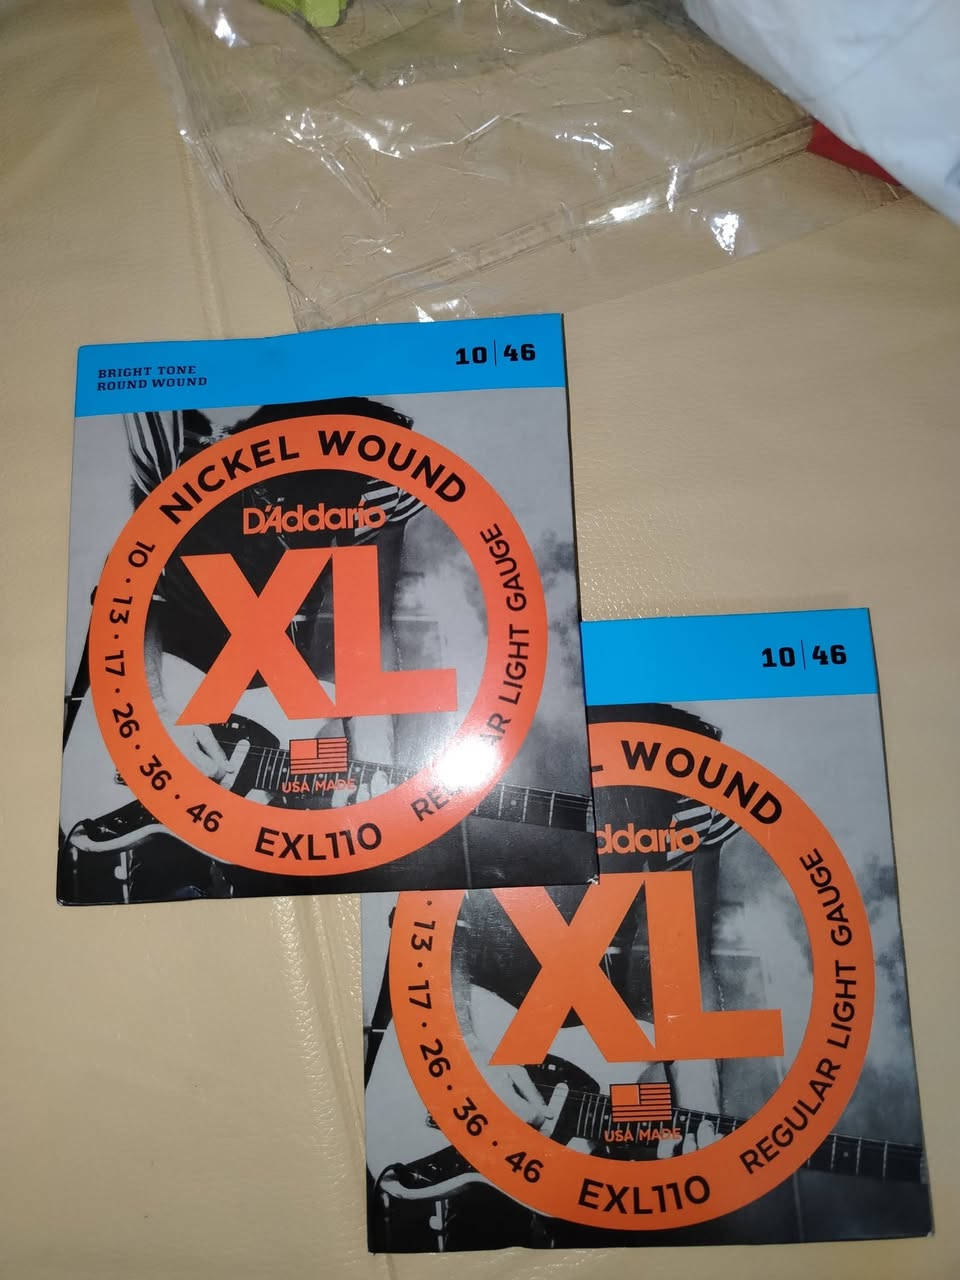 BRIGHT TONE
ROUND WOUND
10 | 46
NICKEL WOUND
D'Addario
XL
USA MADE
10 · 13 · 17 · 26 · 36 · 46
EXL110
REGULAR LIGHT GAUGE
10 | 46
WOUND
ddario
XL
USA MADE
· 13 · 17 · 26 · 36 · 46
EXL110
REGULAR LIGHT GAUGE